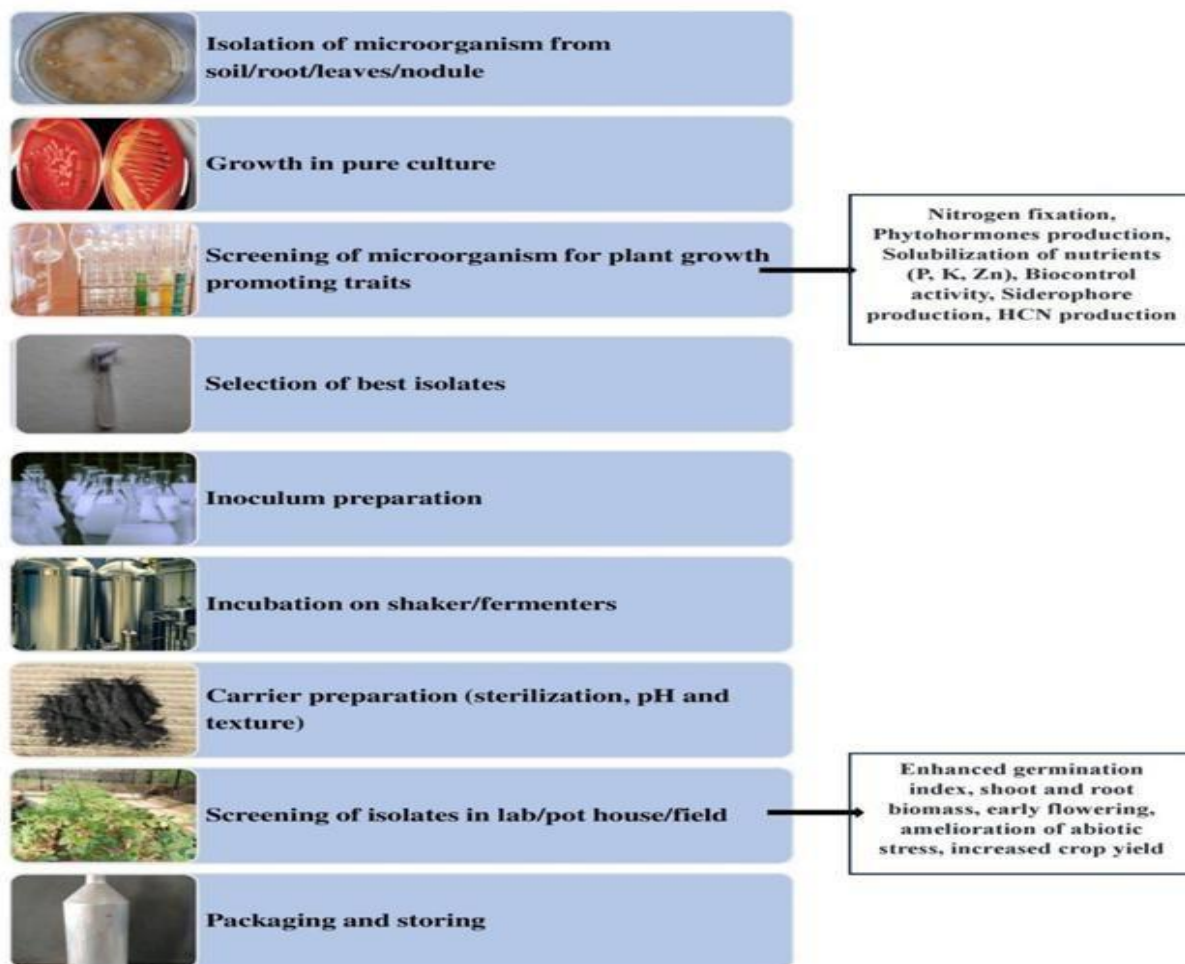 Isolation of microorganism from
soil/root/leaves/nodule
Growth in pure culture
Screening of microorganism for plant growth
promoting traits
Nitrogen fixation,
Phytohormones production,
Solubilization of nutrients
(P, K, Zn), Biocontrol
activity, Siderophore
production, HCN production
Selection of best isolates
Inoculum preparation
Incubation on shaker/fermenters
Carrier preparation (sterilization, pH and
texture)
Screening of isolates in lab/pot house/field
Enhanced germination
index, shoot and root
biomass, early flowering,
amelioration of abiotic
stress, increased crop yield
Packaging and storing